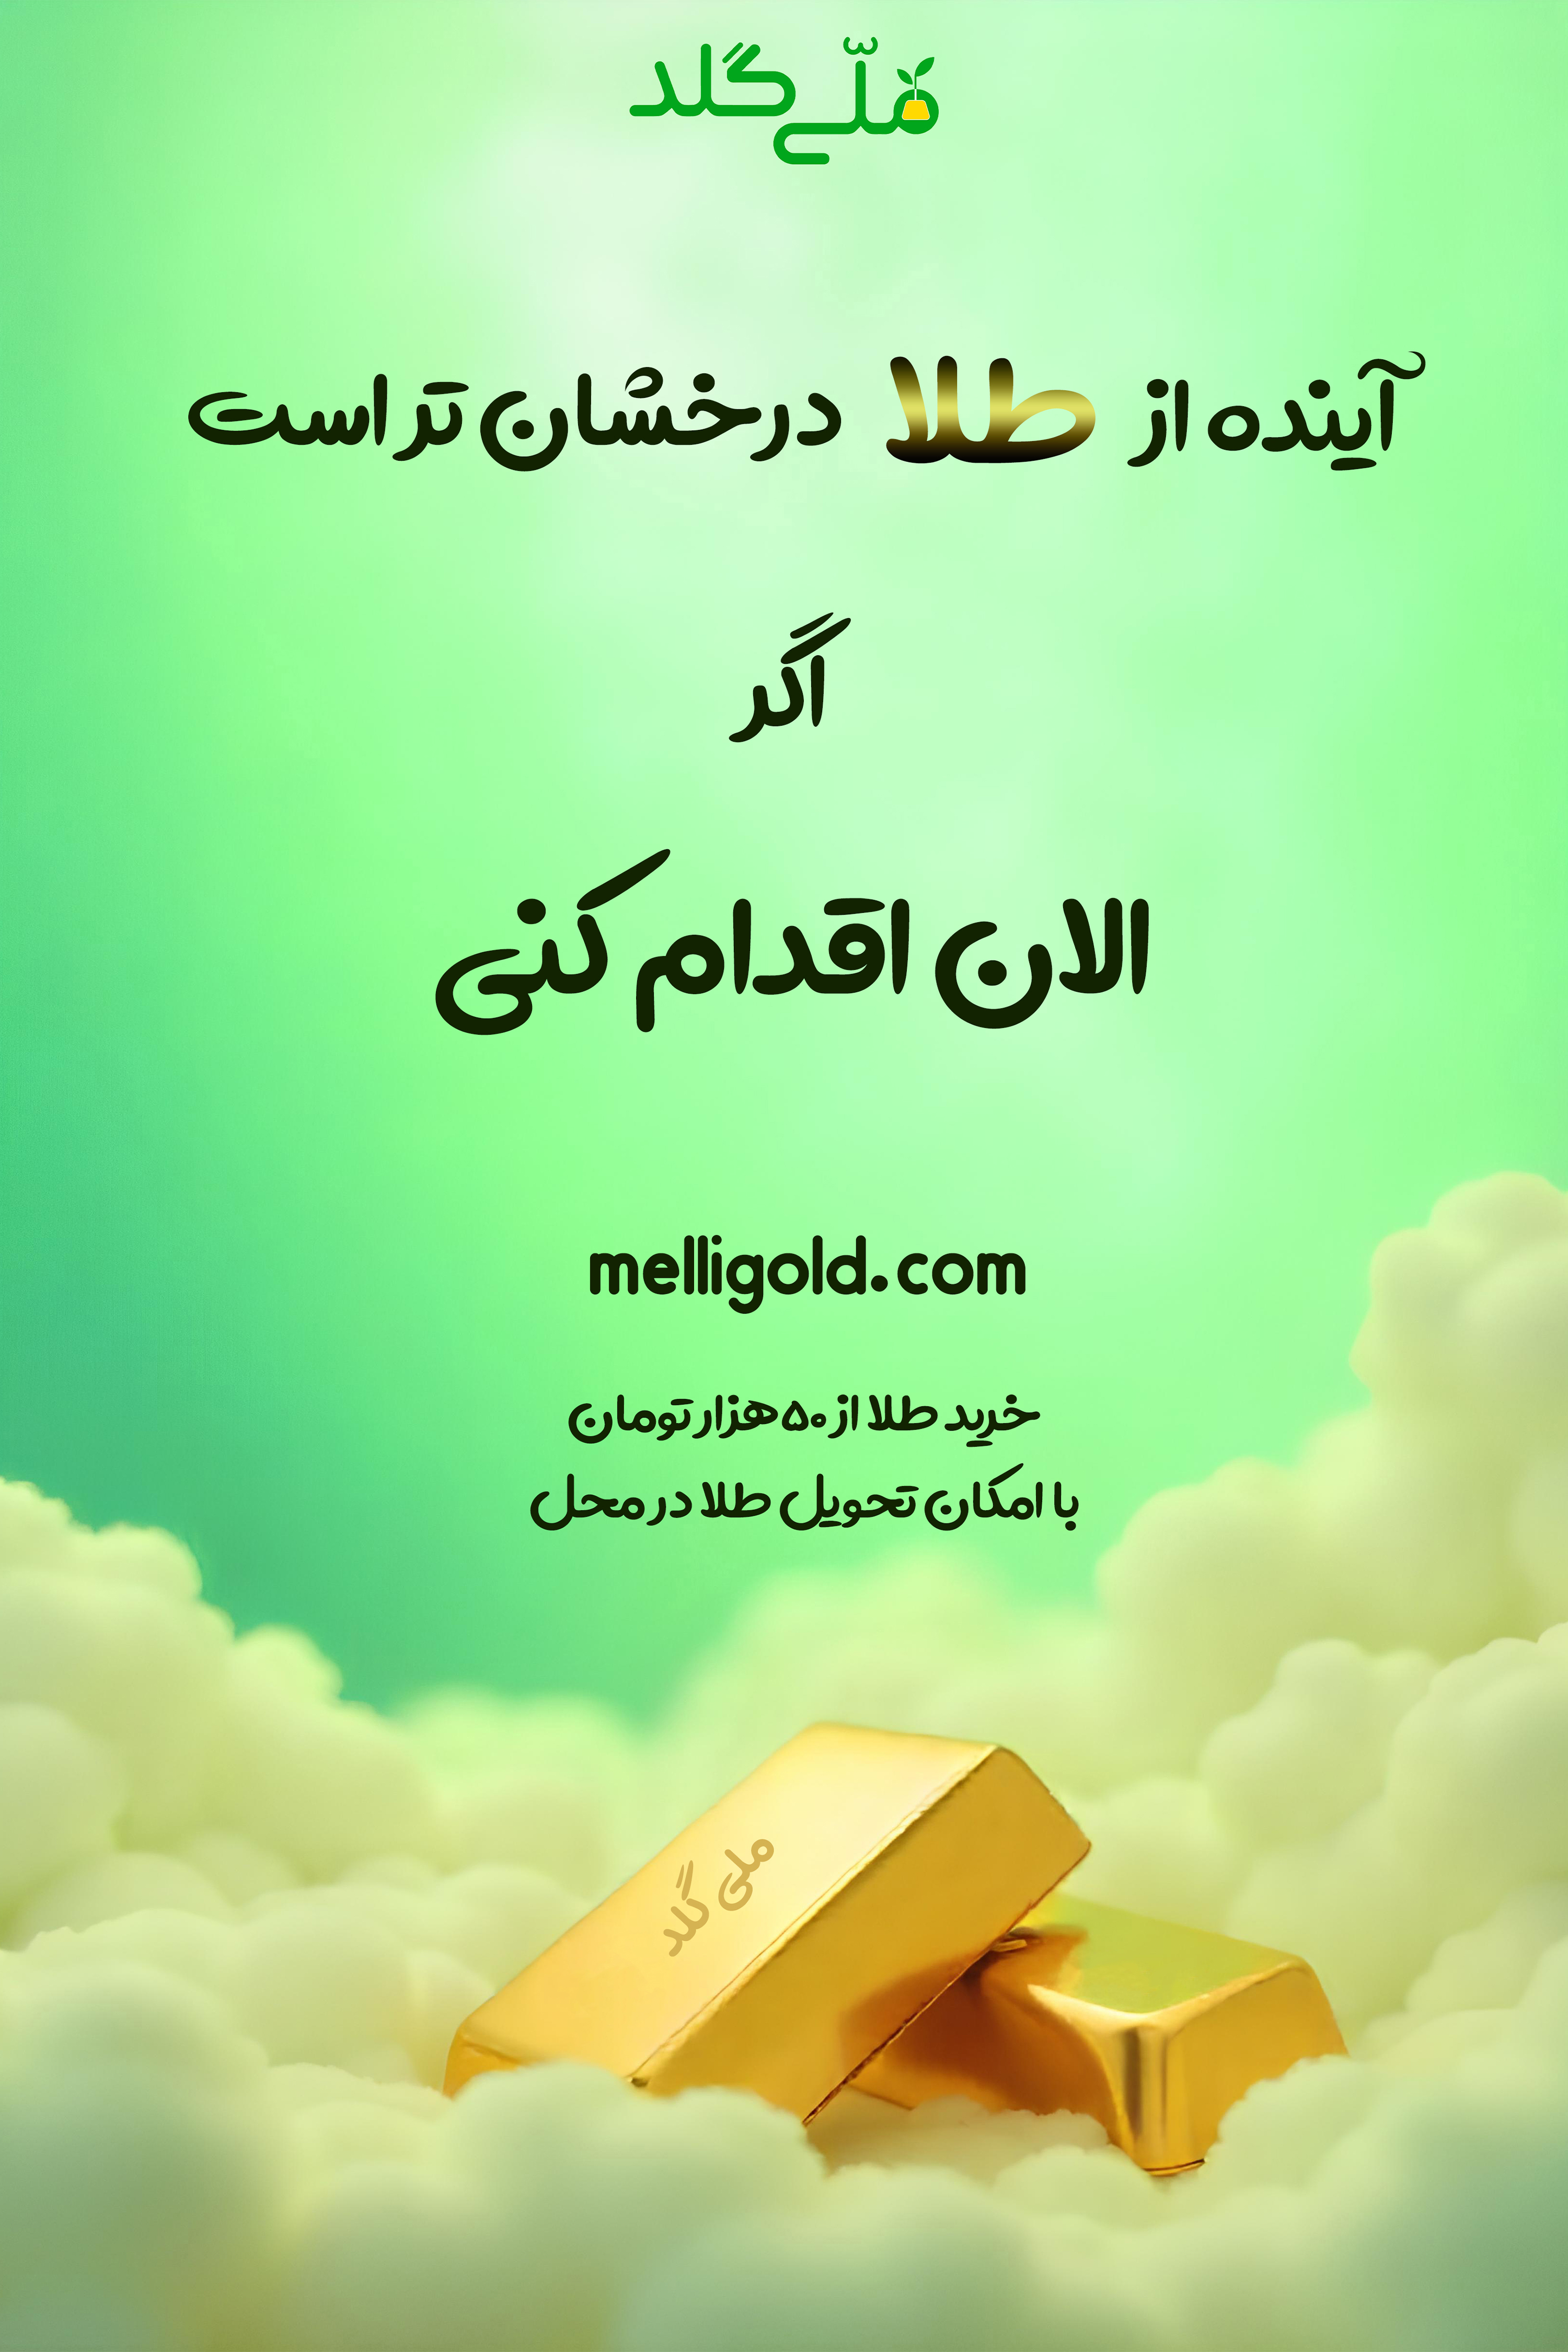 ملّی گلد
آینده از طلا درخشان تر است
اگر
الان اقدام کنی
melligold.com
خرید طلا از ۵۰ هزار تومان
با امکان تحویل طلا در محل
ملی گلد